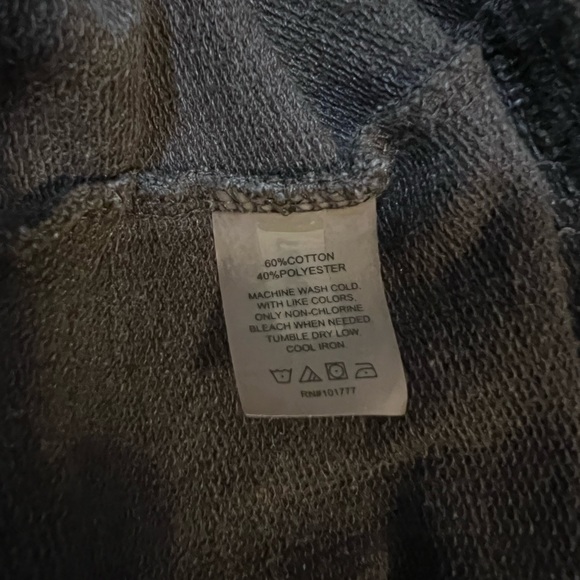 60%COTTON
40%POLYESTER
MACHINE WASH COLD.
WITH LIKE COLORS.
ONLY NON-CHLORINE.
BLEACH WHEN NEEDED.
TUMBLE DRY LOW.
COOL IRON.
RN#101777